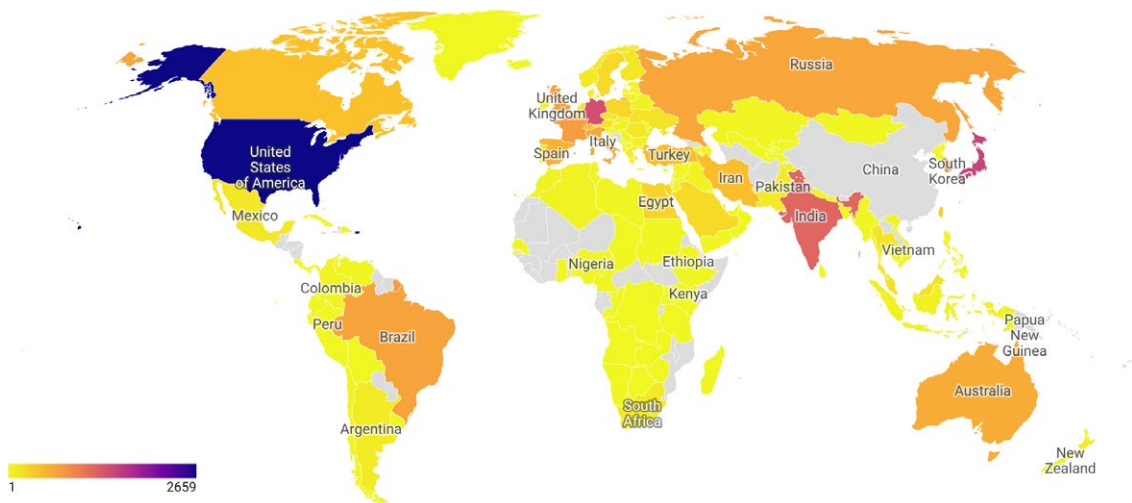 Russia
United
Kingdom
Italy
Spain
Turkey
Iran
Pakistan
China
South
Korea
United
States
of America
Mexico
Egypt
India
Vietnam
Nigeria
Ethiopia
Kenya
Colombia
Peru
Brazil
Papua
New
Guinea
Australia
South
Africa
Argentina
New
Zealand
1
2659